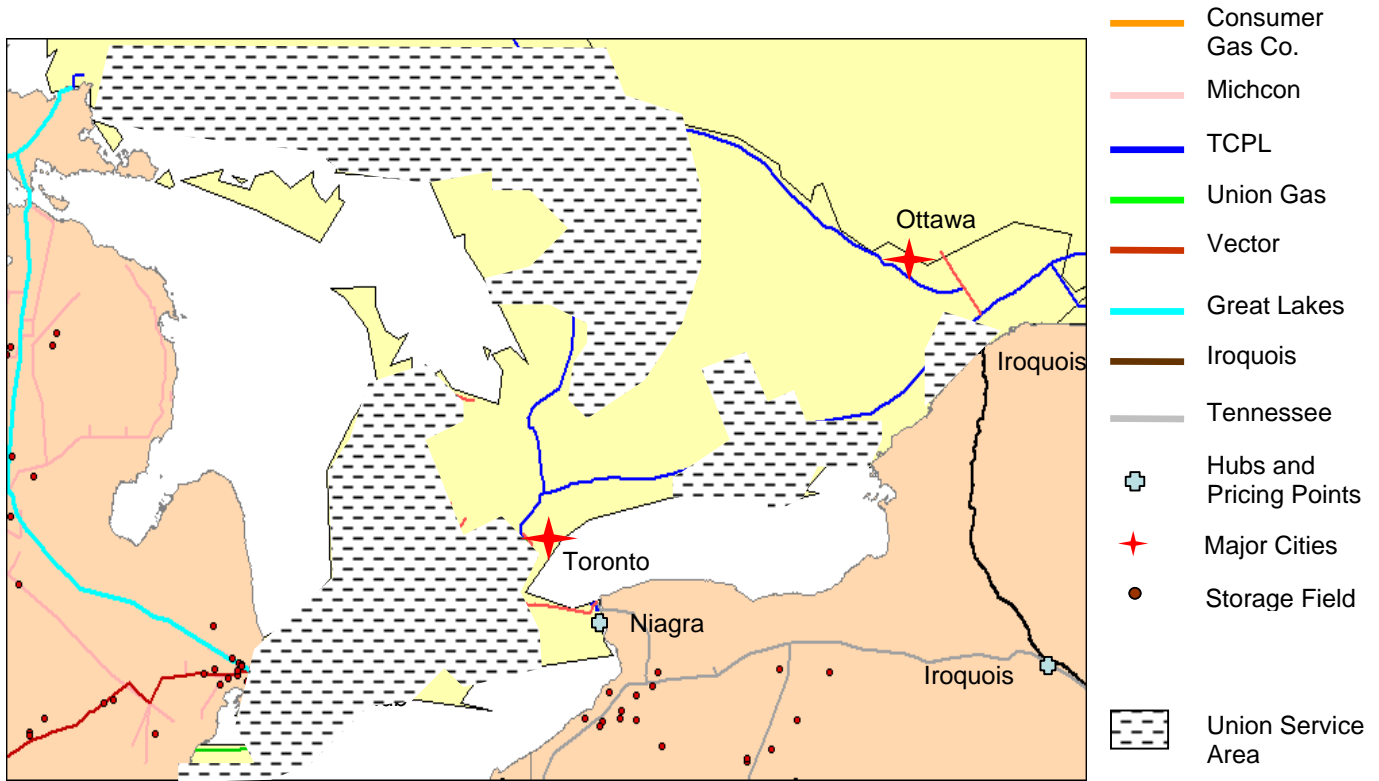 Ottawa
Iroquois
Toronto
Niagra
Iroquois
Consumer
Gas Co.
Michcon
TCPL
Union Gas
Vector
Great Lakes
Iroquois
Tennessee
Hubs and
Pricing Points
Major Cities
Storage Field
Union Service
Area